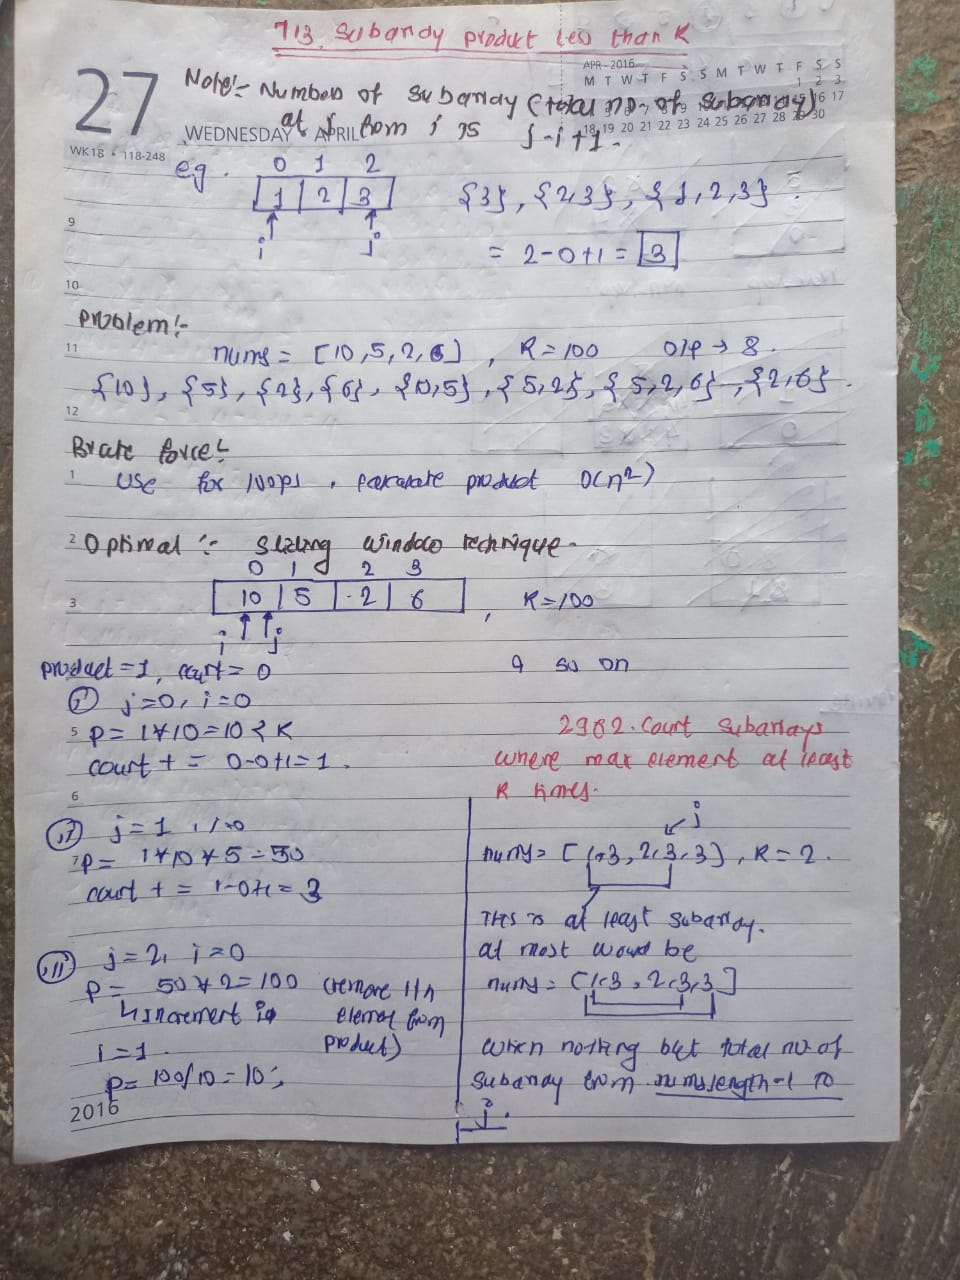 713. Subarray product less than K
27
WEDNESDAY APRIL
WK18 • 118-248
APR-2016
M T W T F S S M T W T F S S
1 2 3
16 17
18 19 20 21 22 23 24 25 26 27 28 29 30
Note:- Number of subarray (total no. of subarray)
at j from i is j-i+1.
eg. 0 1 2
1 2 3 {3}, {2,3}, {1,2,3}.
i j
= 2-0+1 = 3
9
10
Problem:-
11
nums = [10,5,2,6], K=100 O/P → 8.
{10}, {5}, {2}, {6}, {10,5}, {5,2}, {5,2,6}, {2,6}.
12
Brute force:-
1 Use for loops, product O(n²)
2 Optimal :- Sliding window technique-
0 1 2 3
3 10 5 2 6 , K=100
i j
product = 1, count = 0
& so on
(i) j=0, i=0
5 P= 1*10=10 < K
count + = 0-0+1=1.
6
(ii) j=1, i=0
7 P= 1*10*5=50
count + = 1-0+1= 3
(iii) j=2, i=0
P= 50*2=100 (remove ith
↳ increment i element from
i=1. product)
P= 100/10=10;
2016
2962. Count Subarrays
where max element at least
K times.
j
nums = [1,3,2,3,3], K=2.
This is at least subarray.
at most would be
nums = [1,3,2,3,3]
when nothing but total no. of
subarray from nums.length-1 to
j.